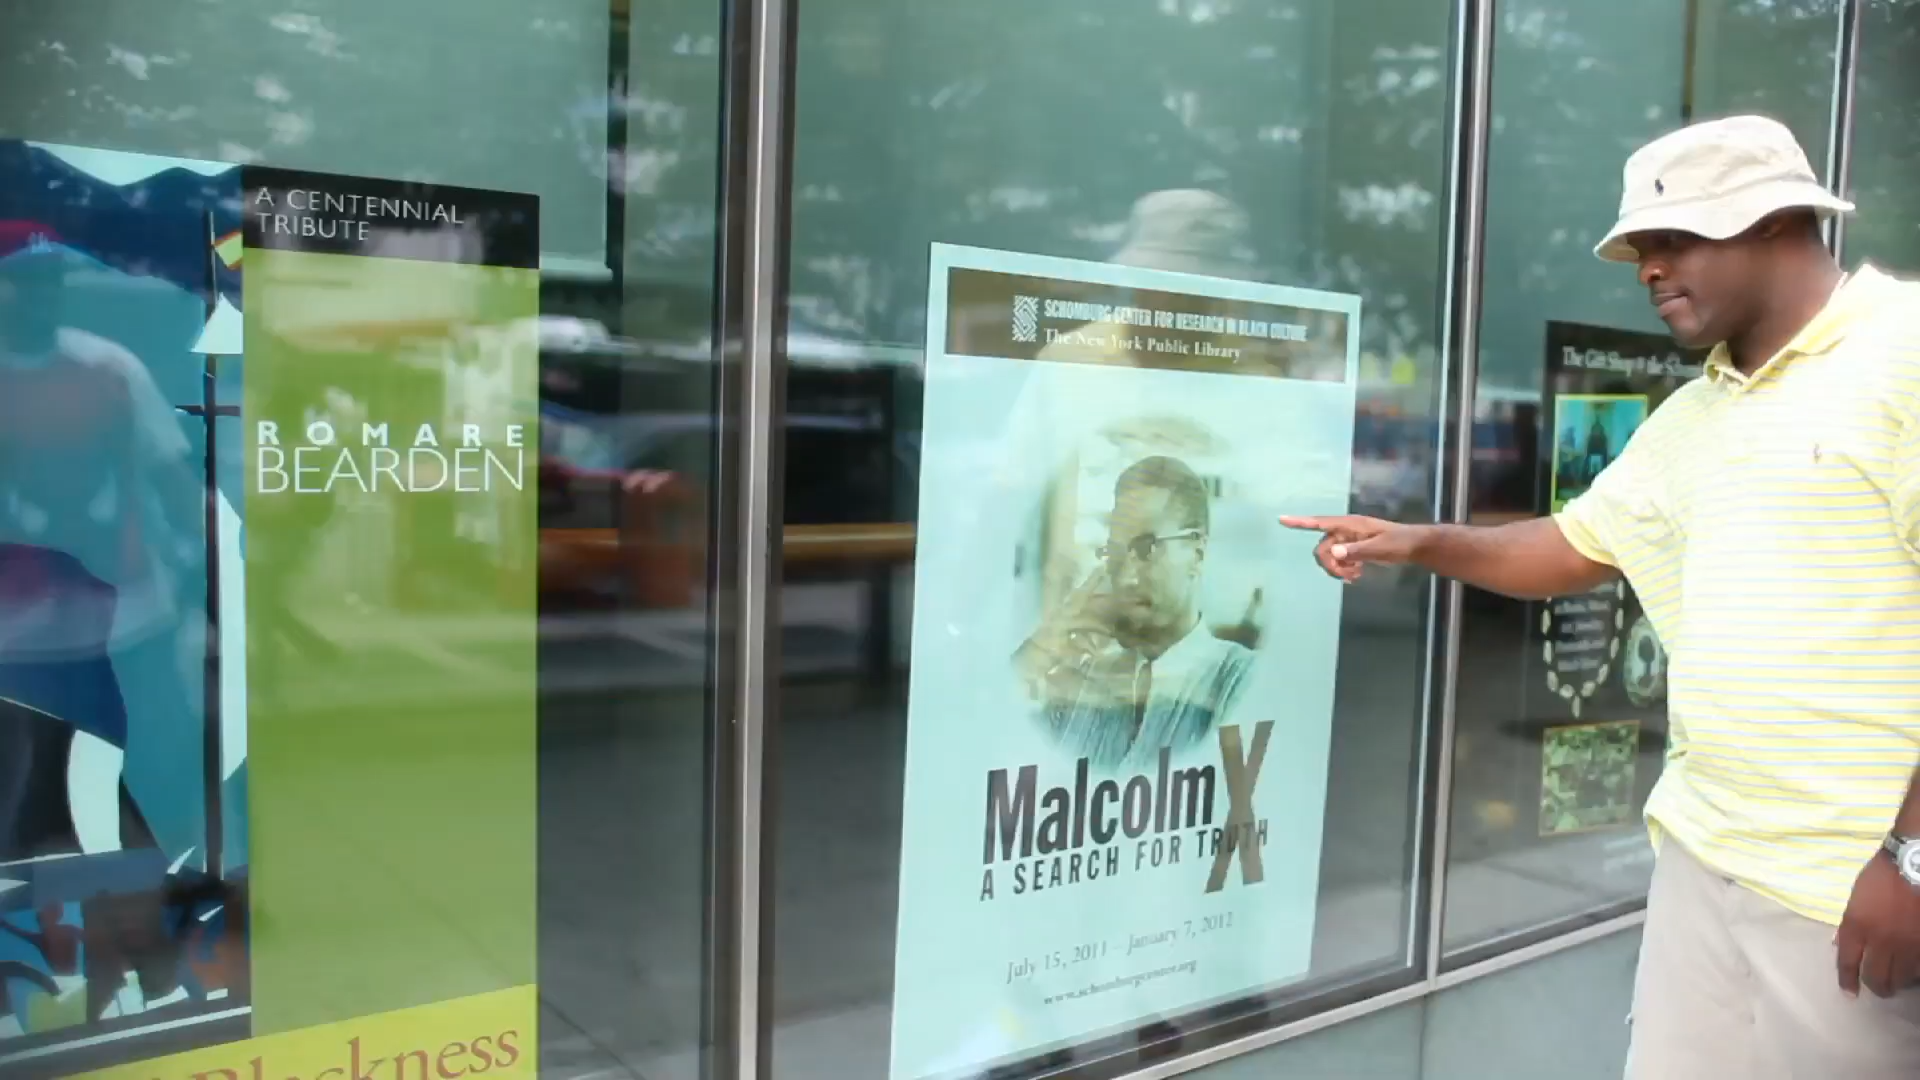 A CENTENNIAL
TRIBUTE
ROMARE
BEARDEN
Blackness
SCHOMBURG CENTER FOR RESEARCH IN BLACK CULTURE
The New York Public Library
Malcolm X
A SEARCH FOR TRUTH
July 15, 2011 - January 7, 2012
www.schomburgcenter.org
The Gift Shop @ the